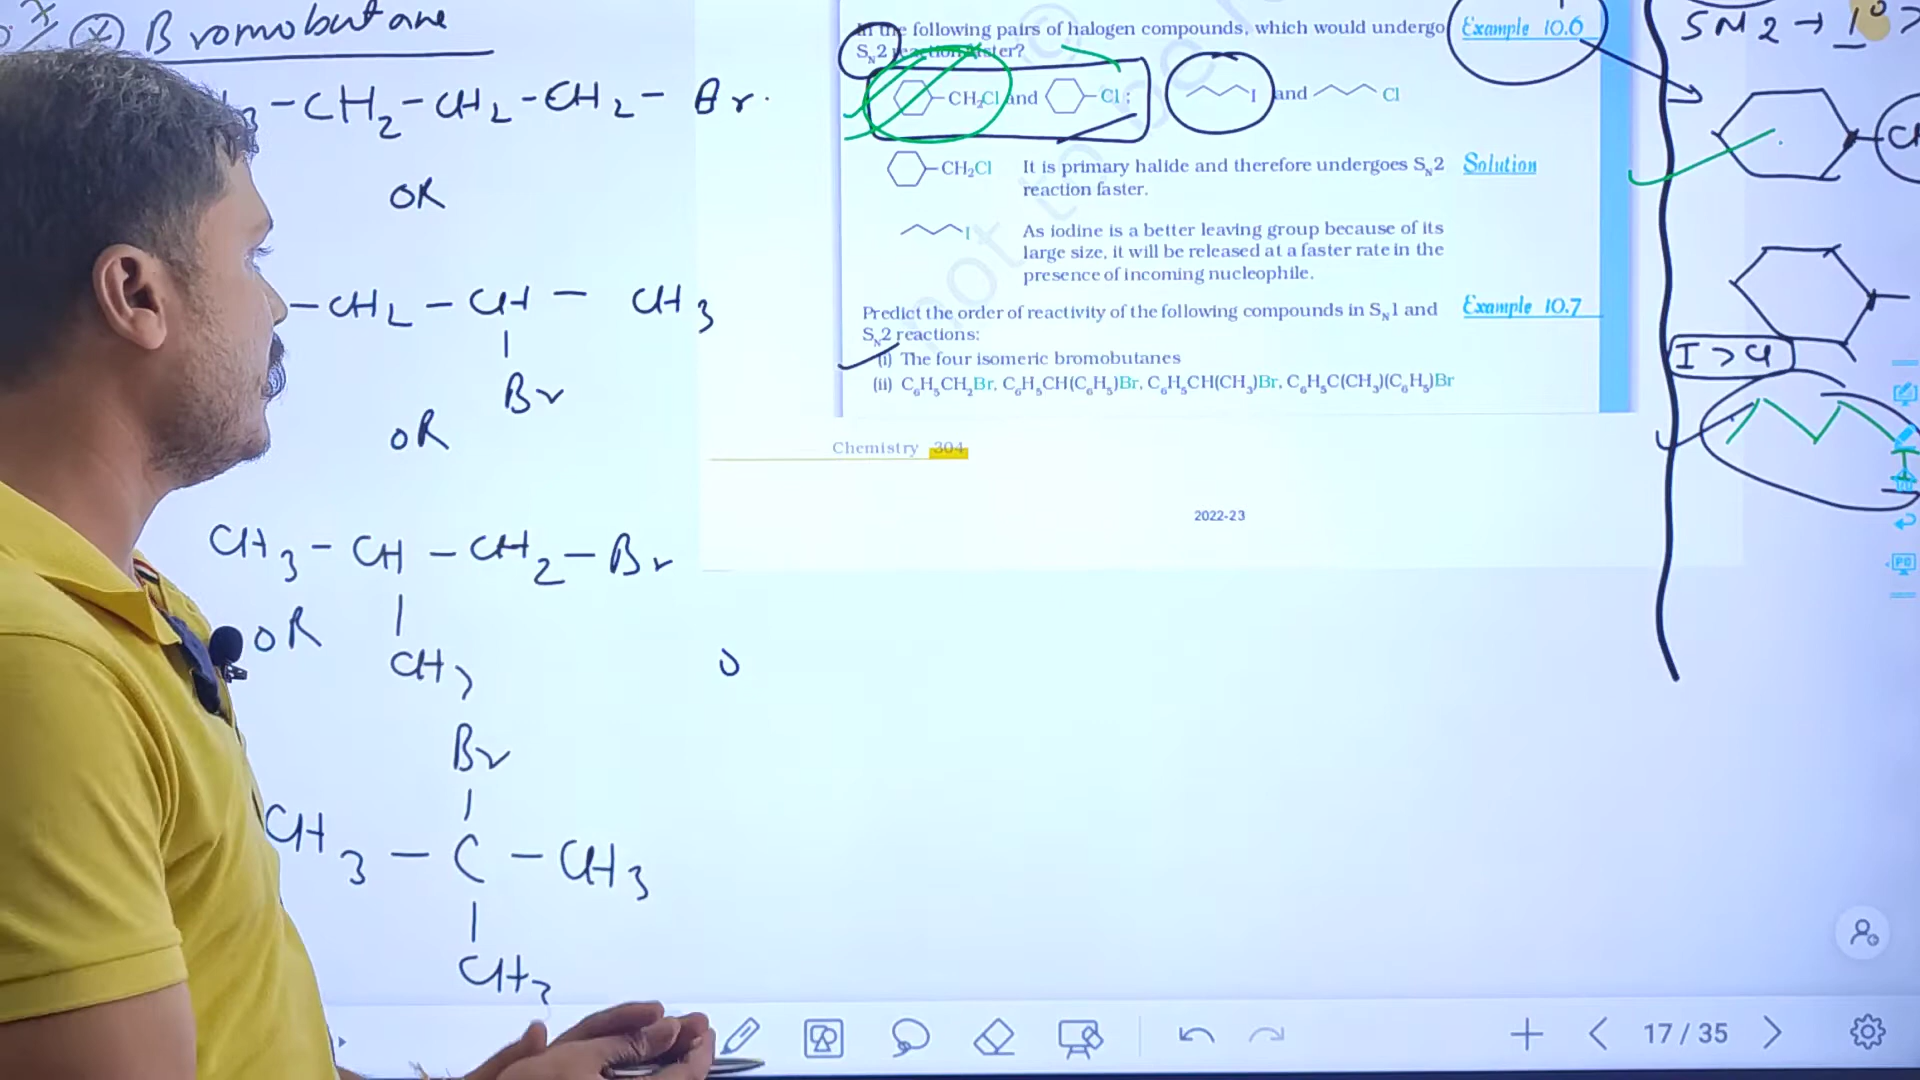 Bromobutane
-CH2-CH2-CH2-Br.
OR
-CH2-CH-CH3
Br
OR
CH3-CH-CH2-Br
OR
CH3
Br
CH3-C-CH3
CH3
In the following pairs of halogen compounds, which would undergo
SN2 reaction faster?
Example 10.6
CH2Cl and Cl ; I and Cl
CH2Cl It is primary halide and therefore undergoes SN2
reaction faster.
Solution
I As iodine is a better leaving group because of its
large size, it will be released at a faster rate in the
presence of incoming nucleophile.
Predict the order of reactivity of the following compounds in SN1 and
SN2 reactions:
Example 10.7
(i) The four isomeric bromobutanes
(ii) C6H5CH2Br, C6H5CH(C6H5)Br, C6H5CH(CH3)Br, C6H5C(CH3)(C6H5)Br
Chemistry 304
2022-23
SN2 → 1° >
I > Cl
I
PO
17 / 35